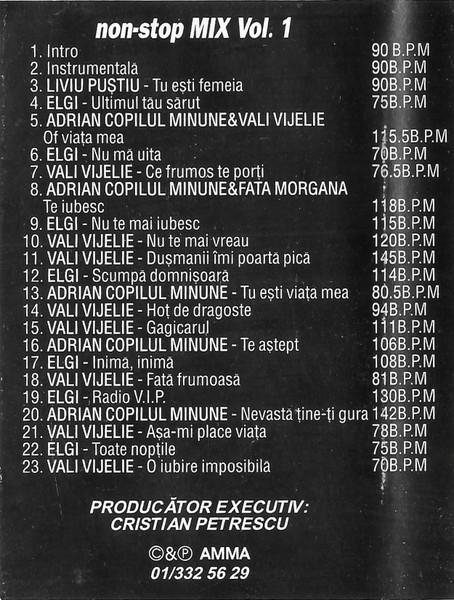 non-stop MIX Vol. 1
1. Intro 90 B.P.M
2. Instrumentală 90B.P.M
3. LIVIU PUȘTIU - Tu ești femeia 90B.P.M
4. ELGI - Ultimul tău sărut 75B.P.M
5. ADRIAN COPILUL MINUNE&VALI VIJELIE
Of viața mea 115.5B.P.M
6. ELGI - Nu mă uita 70B.P.M
7. VALI VIJELIE - Ce frumos te porți 76.5B.P.M
8. ADRIAN COPILUL MINUNE&FATA MORGANA
Te iubesc 118B.P.M
9. ELGI - Nu te mai iubesc 115B.P.M
10. VALI VIJELIE - Nu te mai vreau 120B.P.M
11. VALI VIJELIE - Dușmanii îmi poartă pică 145B.P.M
12. ELGI - Scumpă domnișoară 114B.P.M
13. ADRIAN COPILUL MINUNE - Tu ești viața mea 80.5B.P.M
14. VALI VIJELIE - Hoț de dragoste 94B.P.M
15. VALI VIJELIE - Gagicarul 111B.P.M
16. ADRIAN COPILUL MINUNE - Te aștept 106B.P.M
17. ELGI - Inimă, inimă 108B.P.M
18. VALI VIJELIE - Fată frumoasă 81B.P.M
19. ELGI - Radio V.I.P. 130B.P.M
20. ADRIAN COPILUL MINUNE - Nevastă ține-ți gura 142B.P.M
21. VALI VIJELIE - Așa-mi place viața 78B.P.M
22. ELGI - Toate nopțile 75B.P.M
23. VALI VIJELIE - O iubire imposibila 70B.P.M
PRODUCĂTOR EXECUTIV:
CRISTIAN PETRESCU
©&℗ AMMA
01/332 56 29